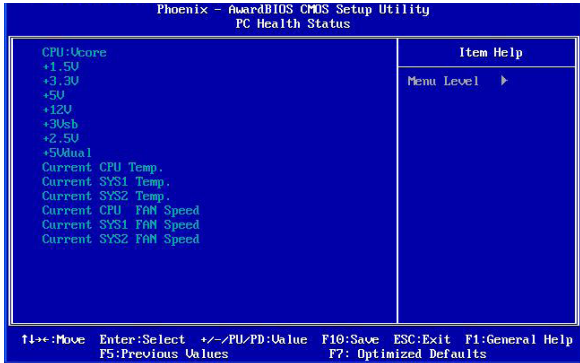 Phoenix - AwardBIOS CMOS Setup Utility
PC Health Status
CPU:Vcore
+1.5V
+3.3V
+5V
+12V
+3Vsb
+2.5V
+5Vdual
Current CPU Temp.
Current SYS1 Temp.
Current SYS2 Temp.
Current CPU FAN Speed
Current SYS1 FAN Speed
Current SYS2 FAN Speed
Item Help
Menu Level ▶
↑↓→←:Move Enter:Select +/-/PU/PD:Value F10:Save ESC:Exit F1:General Help
F5:Previous Values F7: Optimized Defaults